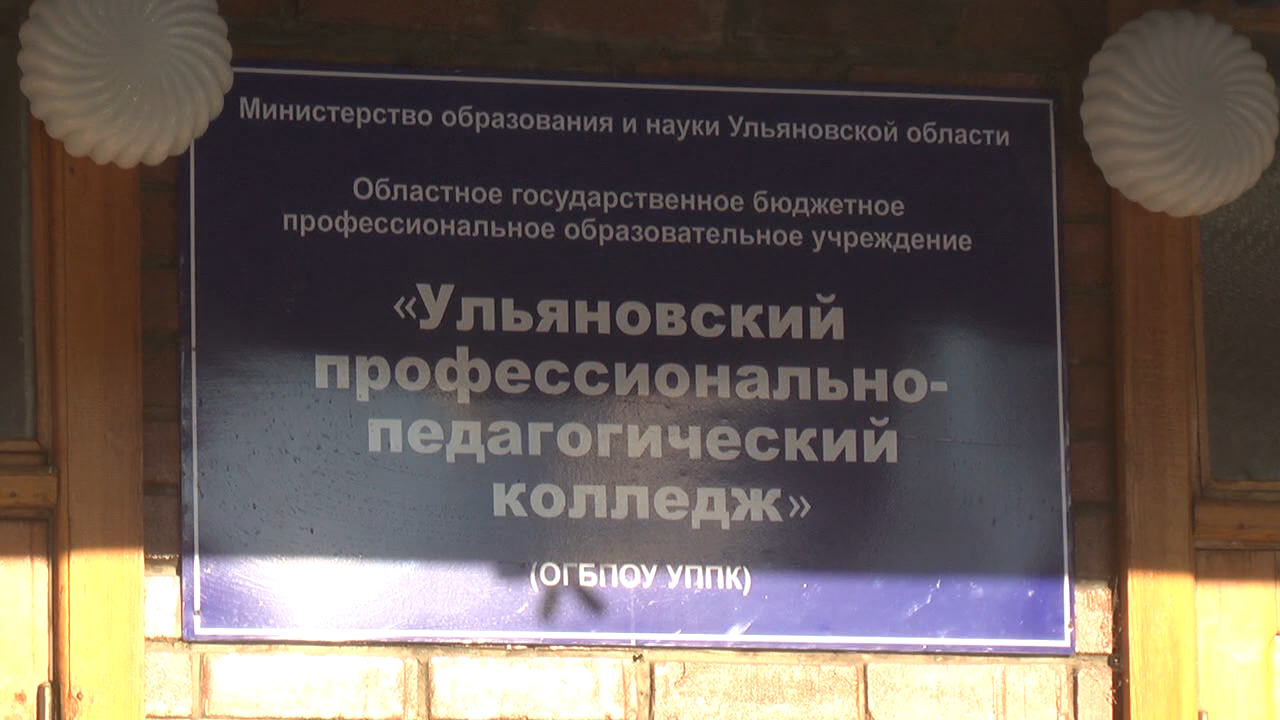 Министерство образования и науки Ульяновской области
Областное государственное бюджетное
профессиональное образовательное учреждение
«Ульяновский
профессионально-
педагогический
колледж»
(ОГБПОУ УППК)